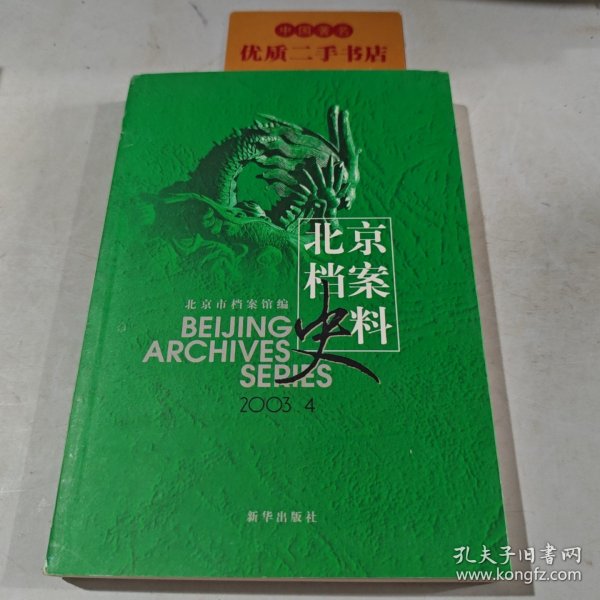 中国著名
优质二手书店
北京
档案
史料
北京市档案馆编
BEIJING
ARCHIVES
SERIES
2003.4
新华出版社
孔夫子旧书网
www.kongfz.com